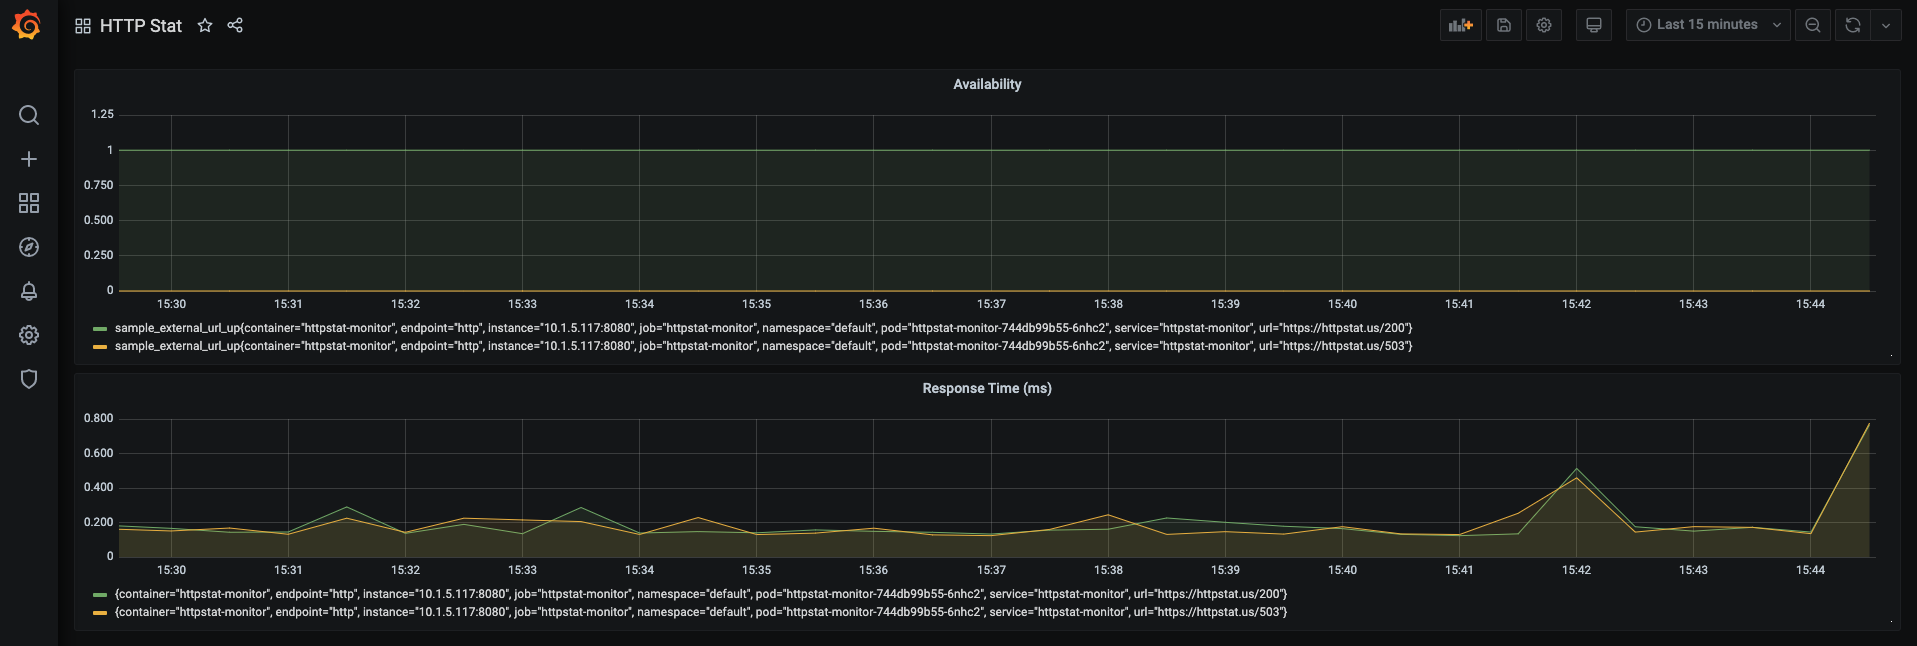 HTTP Stat
Last 15 minutes
Availability
1.25
1
0.750
0.500
0.250
0
15:30 15:31 15:32 15:33 15:34 15:35 15:36 15:37 15:38 15:39 15:40 15:41 15:42 15:43 15:44
sample_external_url_up{container="httpstat-monitor", endpoint="http", instance="10.1.5.117:8080", job="httpstat-monitor", namespace="default", pod="httpstat-monitor-744db99b55-6nhc2", service="httpstat-monitor", url="https://httpstat.us/200"}
sample_external_url_up{container="httpstat-monitor", endpoint="http", instance="10.1.5.117:8080", job="httpstat-monitor", namespace="default", pod="httpstat-monitor-744db99b55-6nhc2", service="httpstat-monitor", url="https://httpstat.us/503"}
Response Time (ms)
0.800
0.600
0.400
0.200
0
15:30 15:31 15:32 15:33 15:34 15:35 15:36 15:37 15:38 15:39 15:40 15:41 15:42 15:43 15:44
{container="httpstat-monitor", endpoint="http", instance="10.1.5.117:8080", job="httpstat-monitor", namespace="default", pod="httpstat-monitor-744db99b55-6nhc2", service="httpstat-monitor", url="https://httpstat.us/200"}
{container="httpstat-monitor", endpoint="http", instance="10.1.5.117:8080", job="httpstat-monitor", namespace="default", pod="httpstat-monitor-744db99b55-6nhc2", service="httpstat-monitor", url="https://httpstat.us/503"}